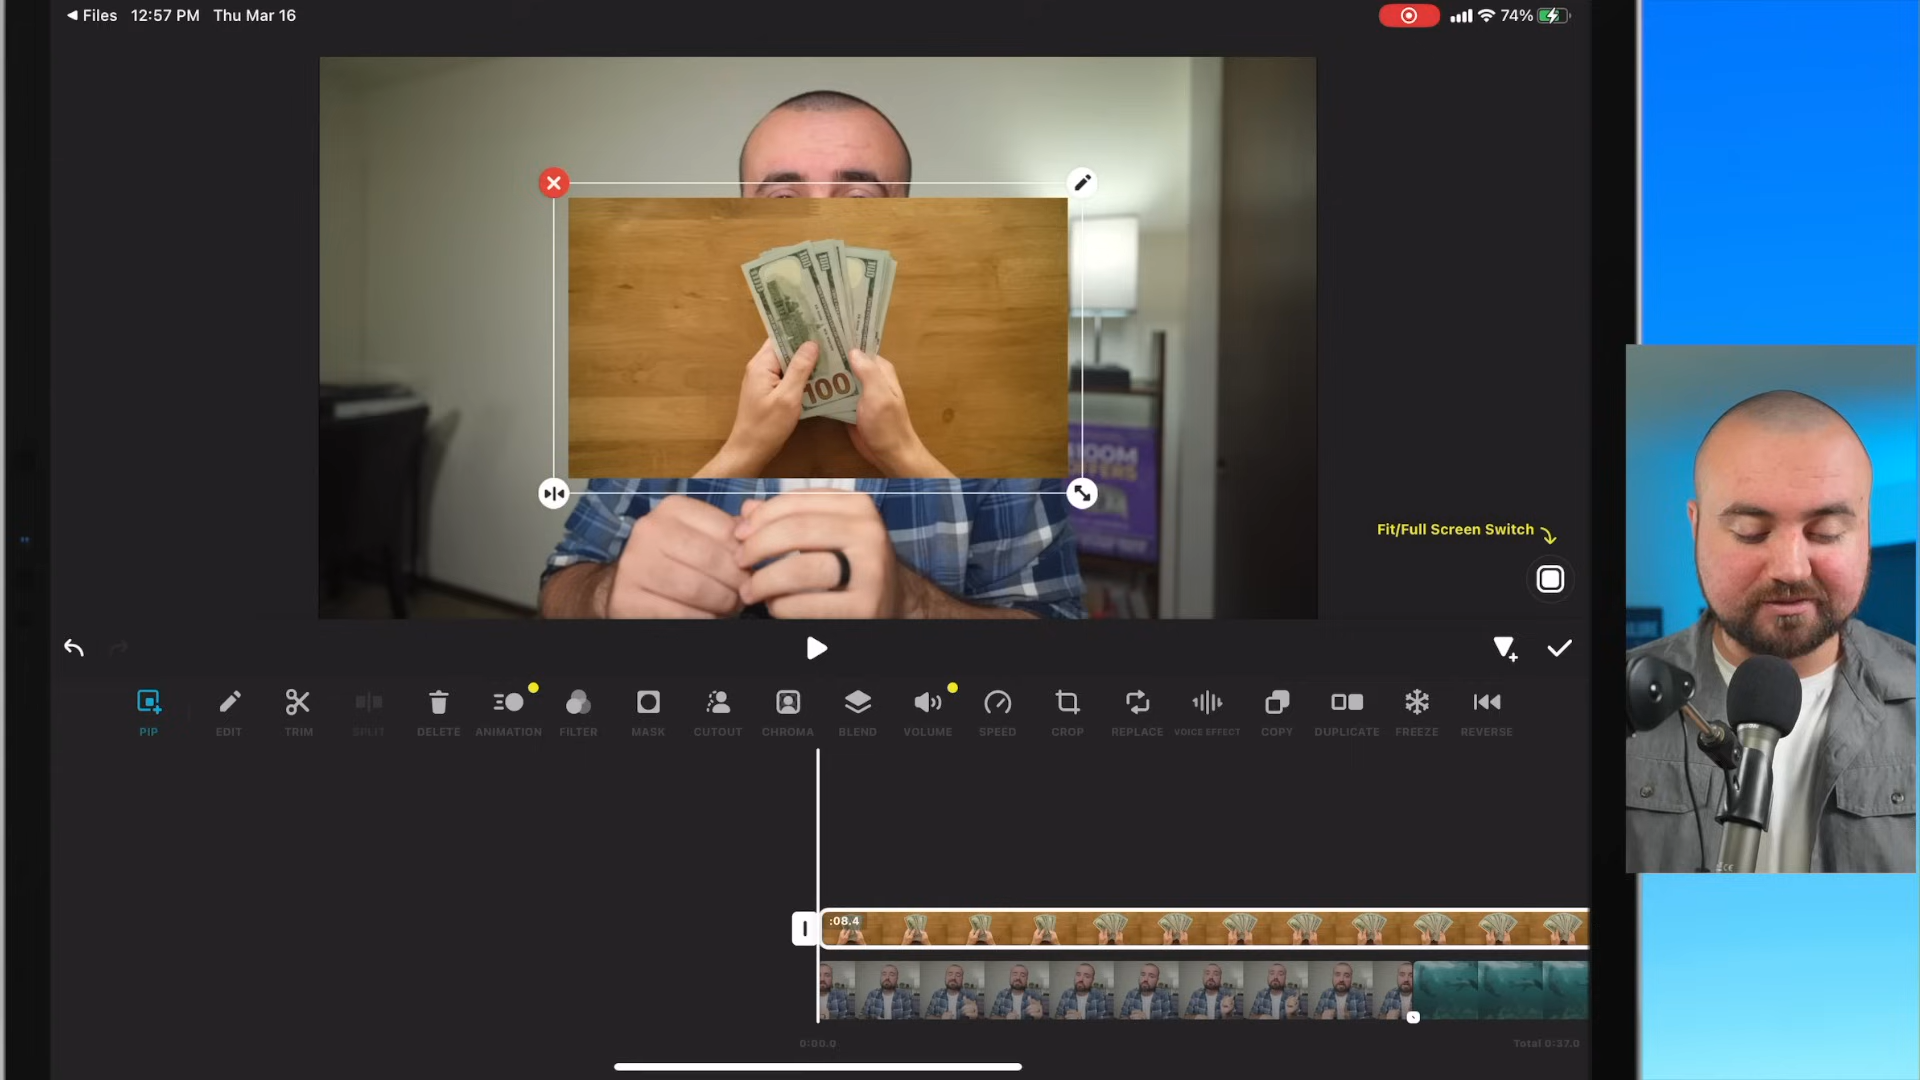 Files 12:57 PM Thu Mar 16
74%
100
Fit/Full Screen Switch
PIP EDIT TRIM SPLIT DELETE ANIMATION FILTER MASK CUTOUT CHROMA BLEND VOLUME SPEED CROP REPLACE VOICE EFFECT COPY DUPLICATE FREEZE REVERSE
:08.4
0:00.0 Total 0:37.0